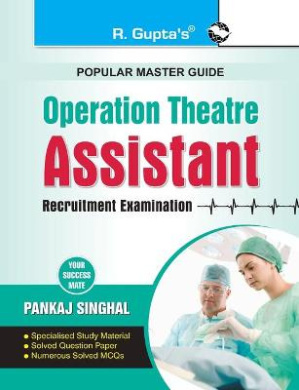 R. Gupta's®
POPULAR MASTER GUIDE
Operation Theatre
Assistant
Recruitment Examination
YOUR
SUCCESS
MATE
PANKAJ SINGHAL
• Specialised Study Material
• Solved Question Paper
• Numerous Solved MCQs